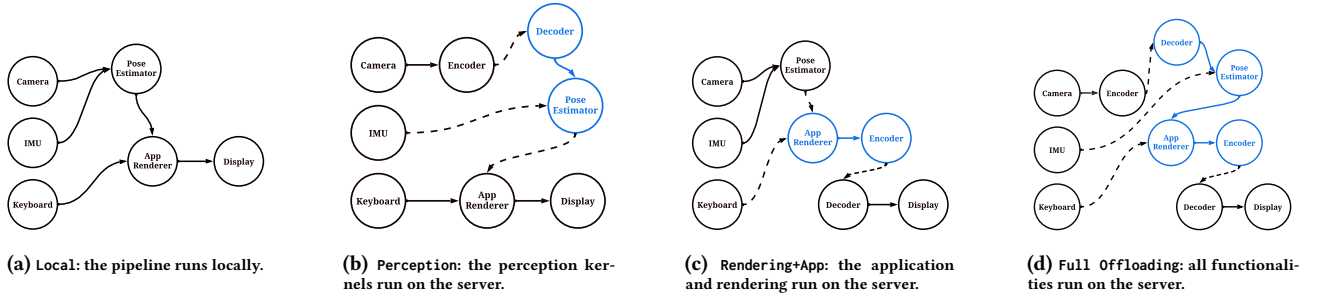 Camera
IMU
Keyboard
Pose
Estimator
App
Renderer
Display
(a) Local: the pipeline runs locally.
Camera
Encoder
Decoder
IMU
Pose
Estimator
Keyboard
App
Renderer
Display
(b) Perception: the perception ker-
nels run on the server.
Camera
IMU
Keyboard
Pose
Estimator
App
Renderer
Encoder
Decoder
Display
(c) Rendering+App: the application
and rendering run on the server.
Camera
Encoder
Decoder
Pose
Estimator
IMU
App
Renderer
Encoder
Keyboard
Decoder
Display
(d) Full Offloading: all functionali-
ties run on the server.